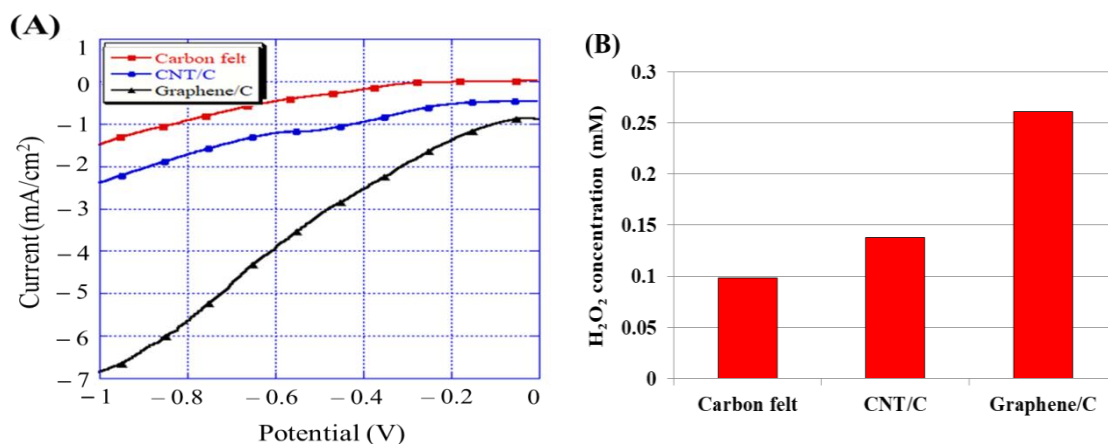 (A)
1
0
− 1
− 2
− 3
− 4
− 5
− 6
− 7
Current (mA/cm²)
Carbon felt
CNT/C
Graphene/C
− 1
− 0.8
− 0.6
− 0.4
− 0.2
0
Potential (V)
(B)
0.3
0.25
0.2
0.15
0.1
0.05
0
H₂O₂ concentration (mM)
Carbon felt
CNT/C
Graphene/C